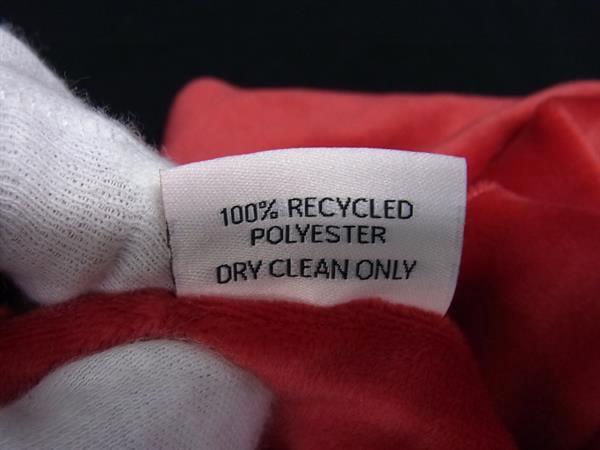 100% RECYCLED
POLYESTER
DRY CLEAN ONLY